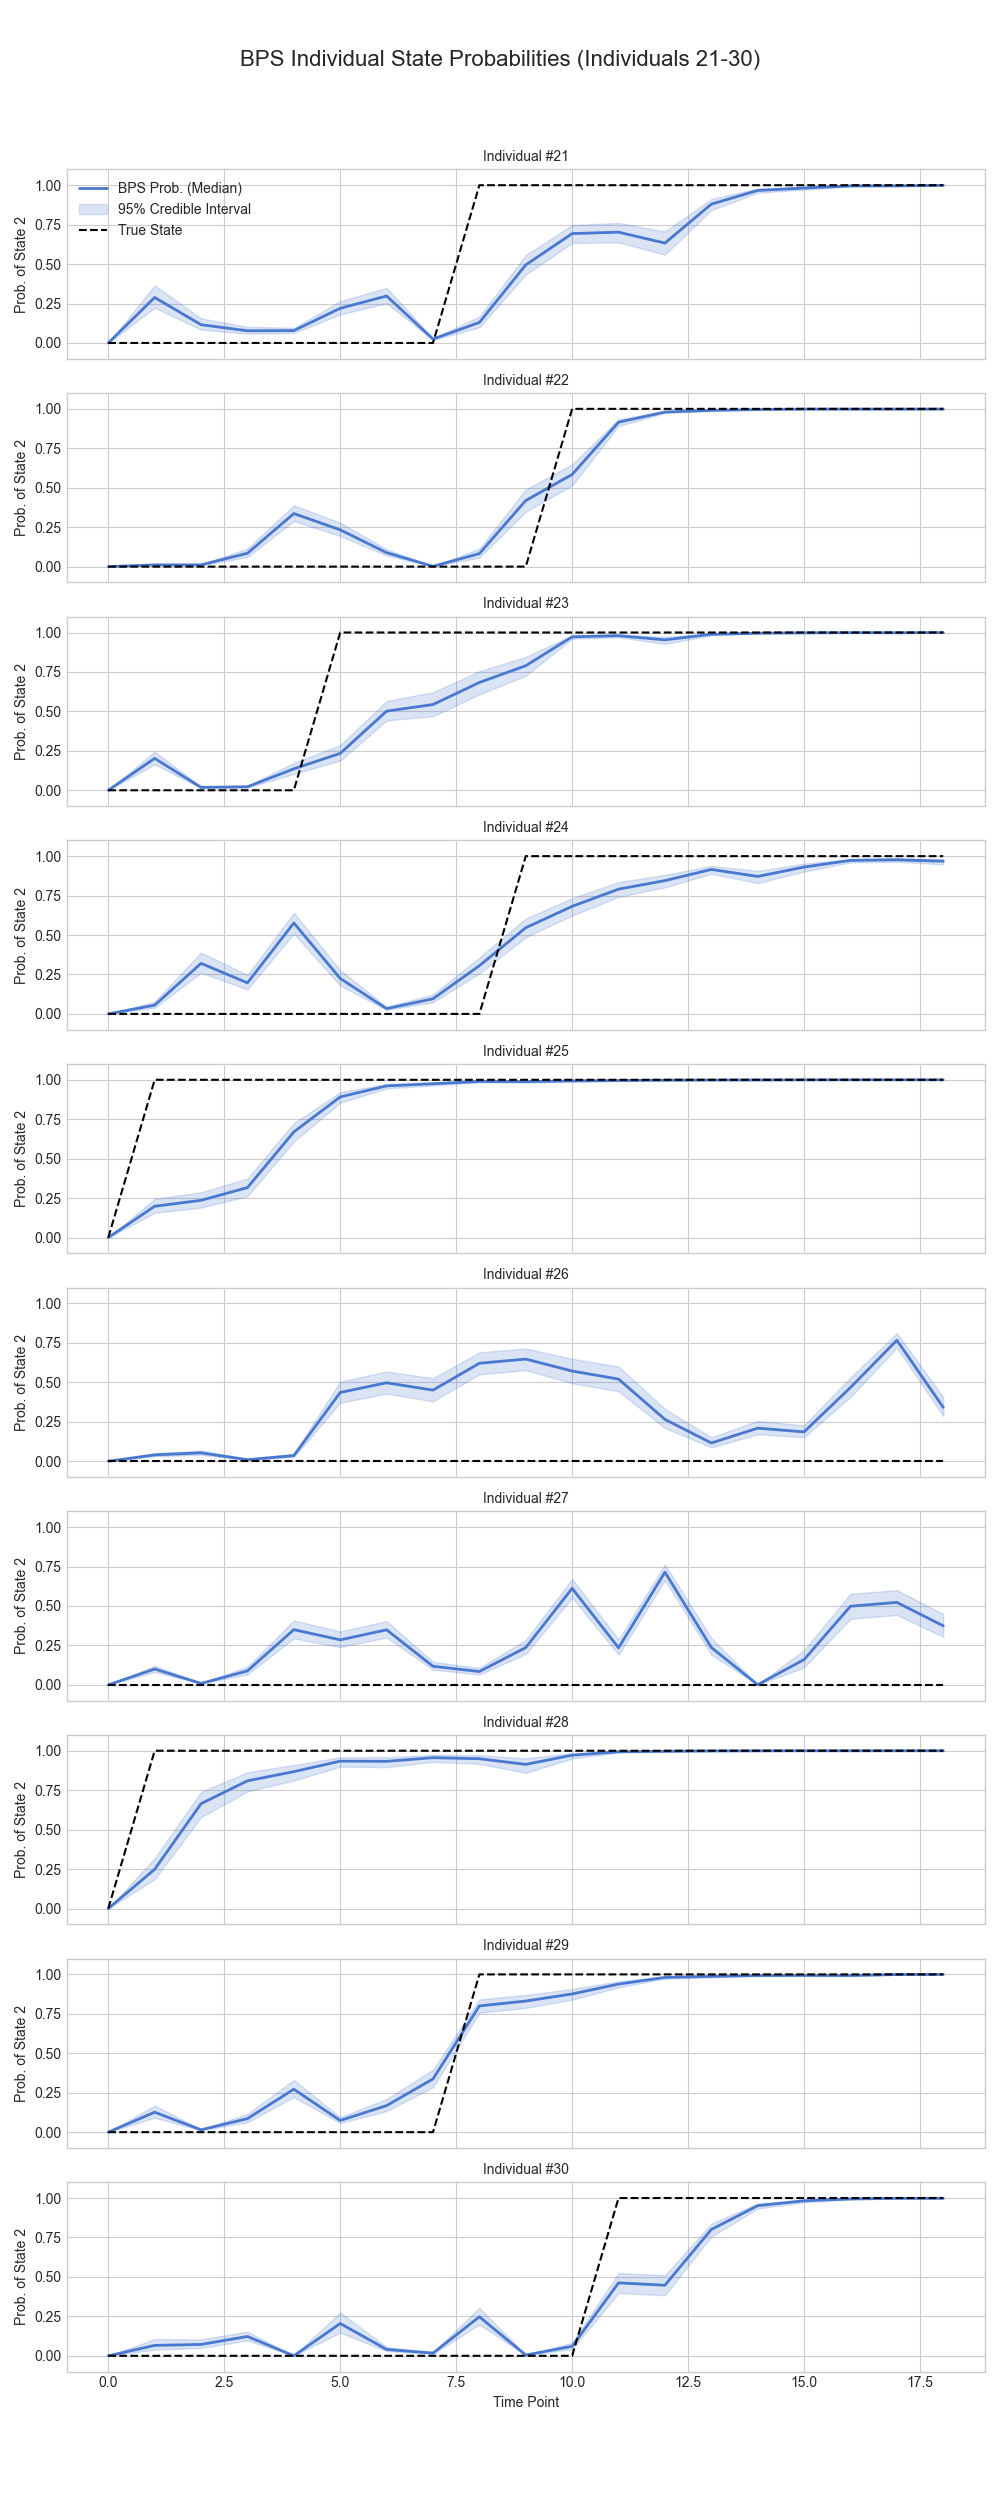 BPS Individual State Probabilities (Individuals 21-30)
Individual #21
BPS Prob. (Median)
95% Credible Interval
True State
1.00
0.75
0.50
0.25
0.00
Prob. of State 2
Individual #22
1.00
0.75
0.50
0.25
0.00
Prob. of State 2
Individual #23
1.00
0.75
0.50
0.25
0.00
Prob. of State 2
Individual #24
1.00
0.75
0.50
0.25
0.00
Prob. of State 2
Individual #25
1.00
0.75
0.50
0.25
0.00
Prob. of State 2
Individual #26
1.00
0.75
0.50
0.25
0.00
Prob. of State 2
Individual #27
1.00
0.75
0.50
0.25
0.00
Prob. of State 2
Individual #28
1.00
0.75
0.50
0.25
0.00
Prob. of State 2
Individual #29
1.00
0.75
0.50
0.25
0.00
Prob. of State 2
Individual #30
1.00
0.75
0.50
0.25
0.00
Prob. of State 2
0.0 2.5 5.0 7.5 10.0 12.5 15.0 17.5
Time Point